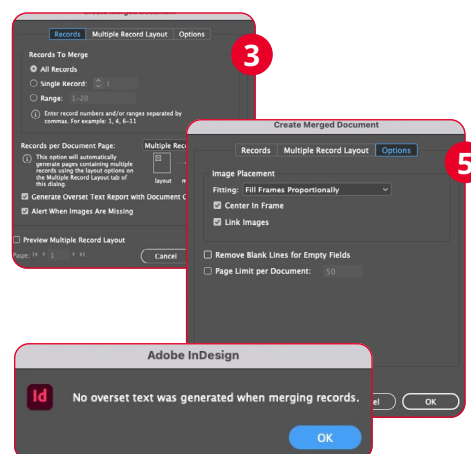 Create Merged Document
Records Multiple Record Layout Options
3
Records To Merge
All Records
Single Record: 1
Range: 1-20
Enter record numbers and/or ranges separated by
commas. For example: 1, 4, 6-11
Records per Document Page: Multiple Rec
This option will automatically
generate pages containing multiple
records using the layout options on
the Multiple Record Layout tab of
this dialog.
layout
Generate Overset Text Report with Document C
Alert When Images Are Missing
Preview Multiple Record Layout
Page: 1
Cancel
Create Merged Document
5
Records Multiple Record Layout Options
Image Placement
Fitting: Fill Frames Proportionally
Center In Frame
Link Images
Remove Blank Lines for Empty Fields
Page Limit per Document: 50
el OK
Adobe InDesign
Id
No overset text was generated when merging records.
OK